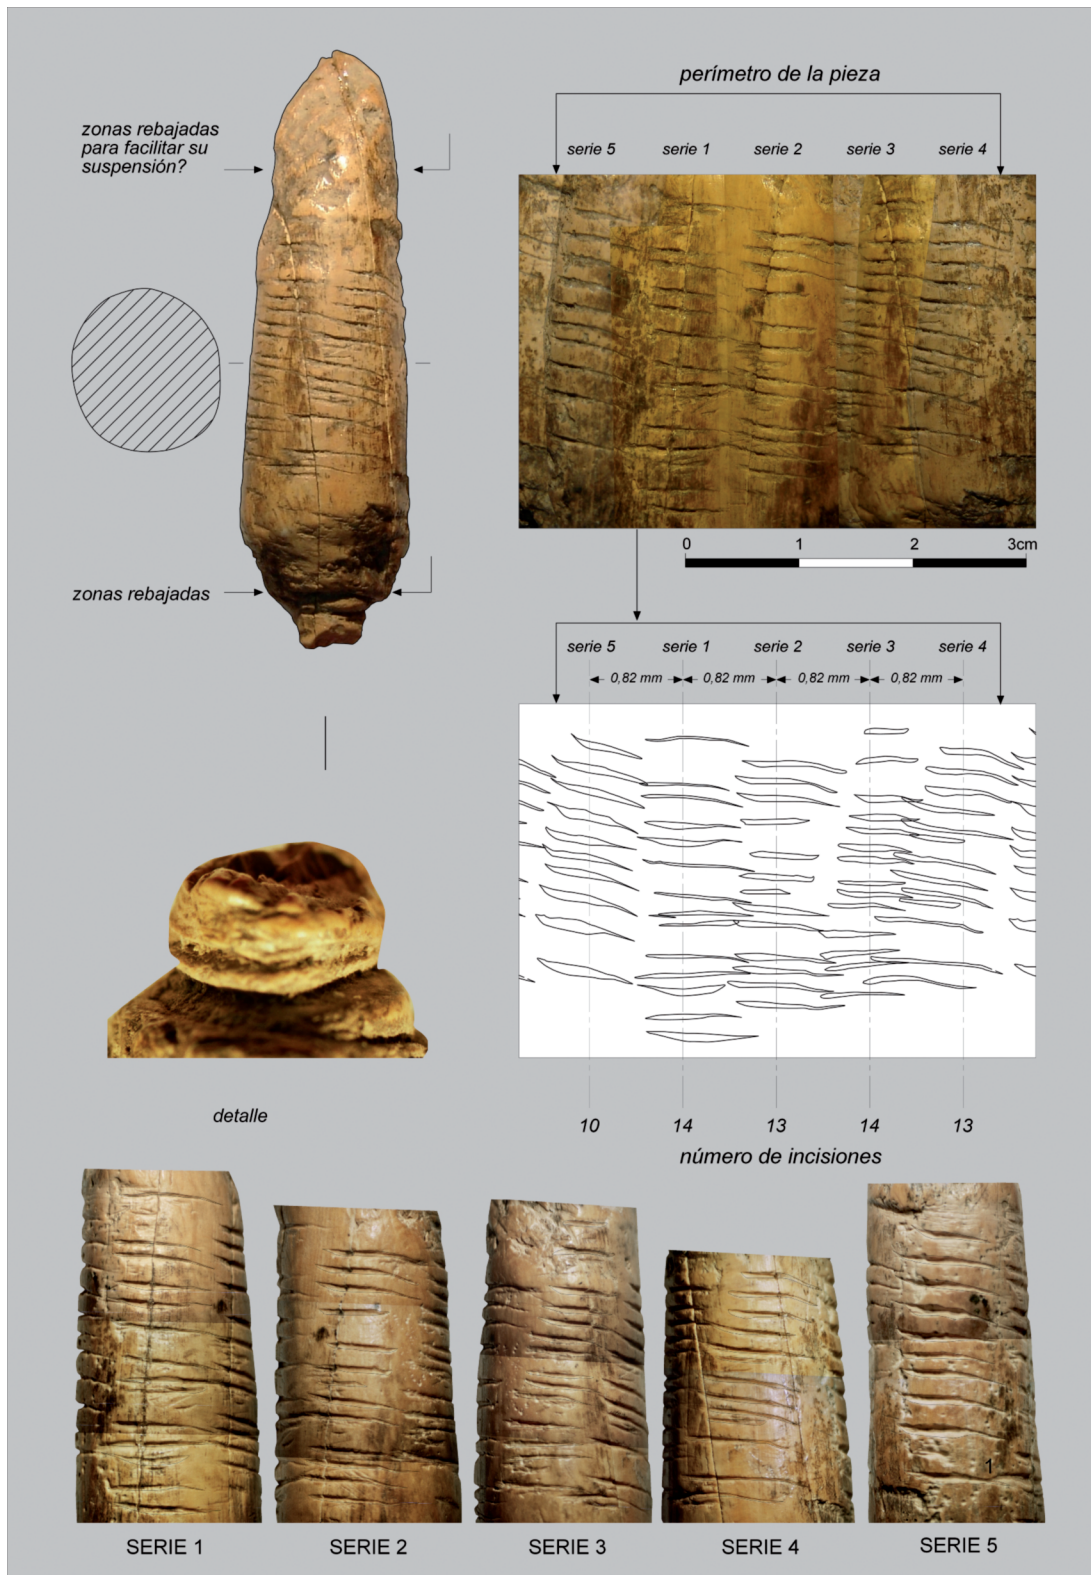 zonas rebajadas
para facilitar su
suspensión?
perímetro de la pieza
serie 5 serie 1 serie 2 serie 3 serie 4
0 1 2 3cm
zonas rebajadas
serie 5 serie 1 serie 2 serie 3 serie 4
0,82 mm 0,82 mm 0,82 mm 0,82 mm
detalle
10 14 13 14 13
número de incisiones
1
SERIE 1 SERIE 2 SERIE 3 SERIE 4 SERIE 5